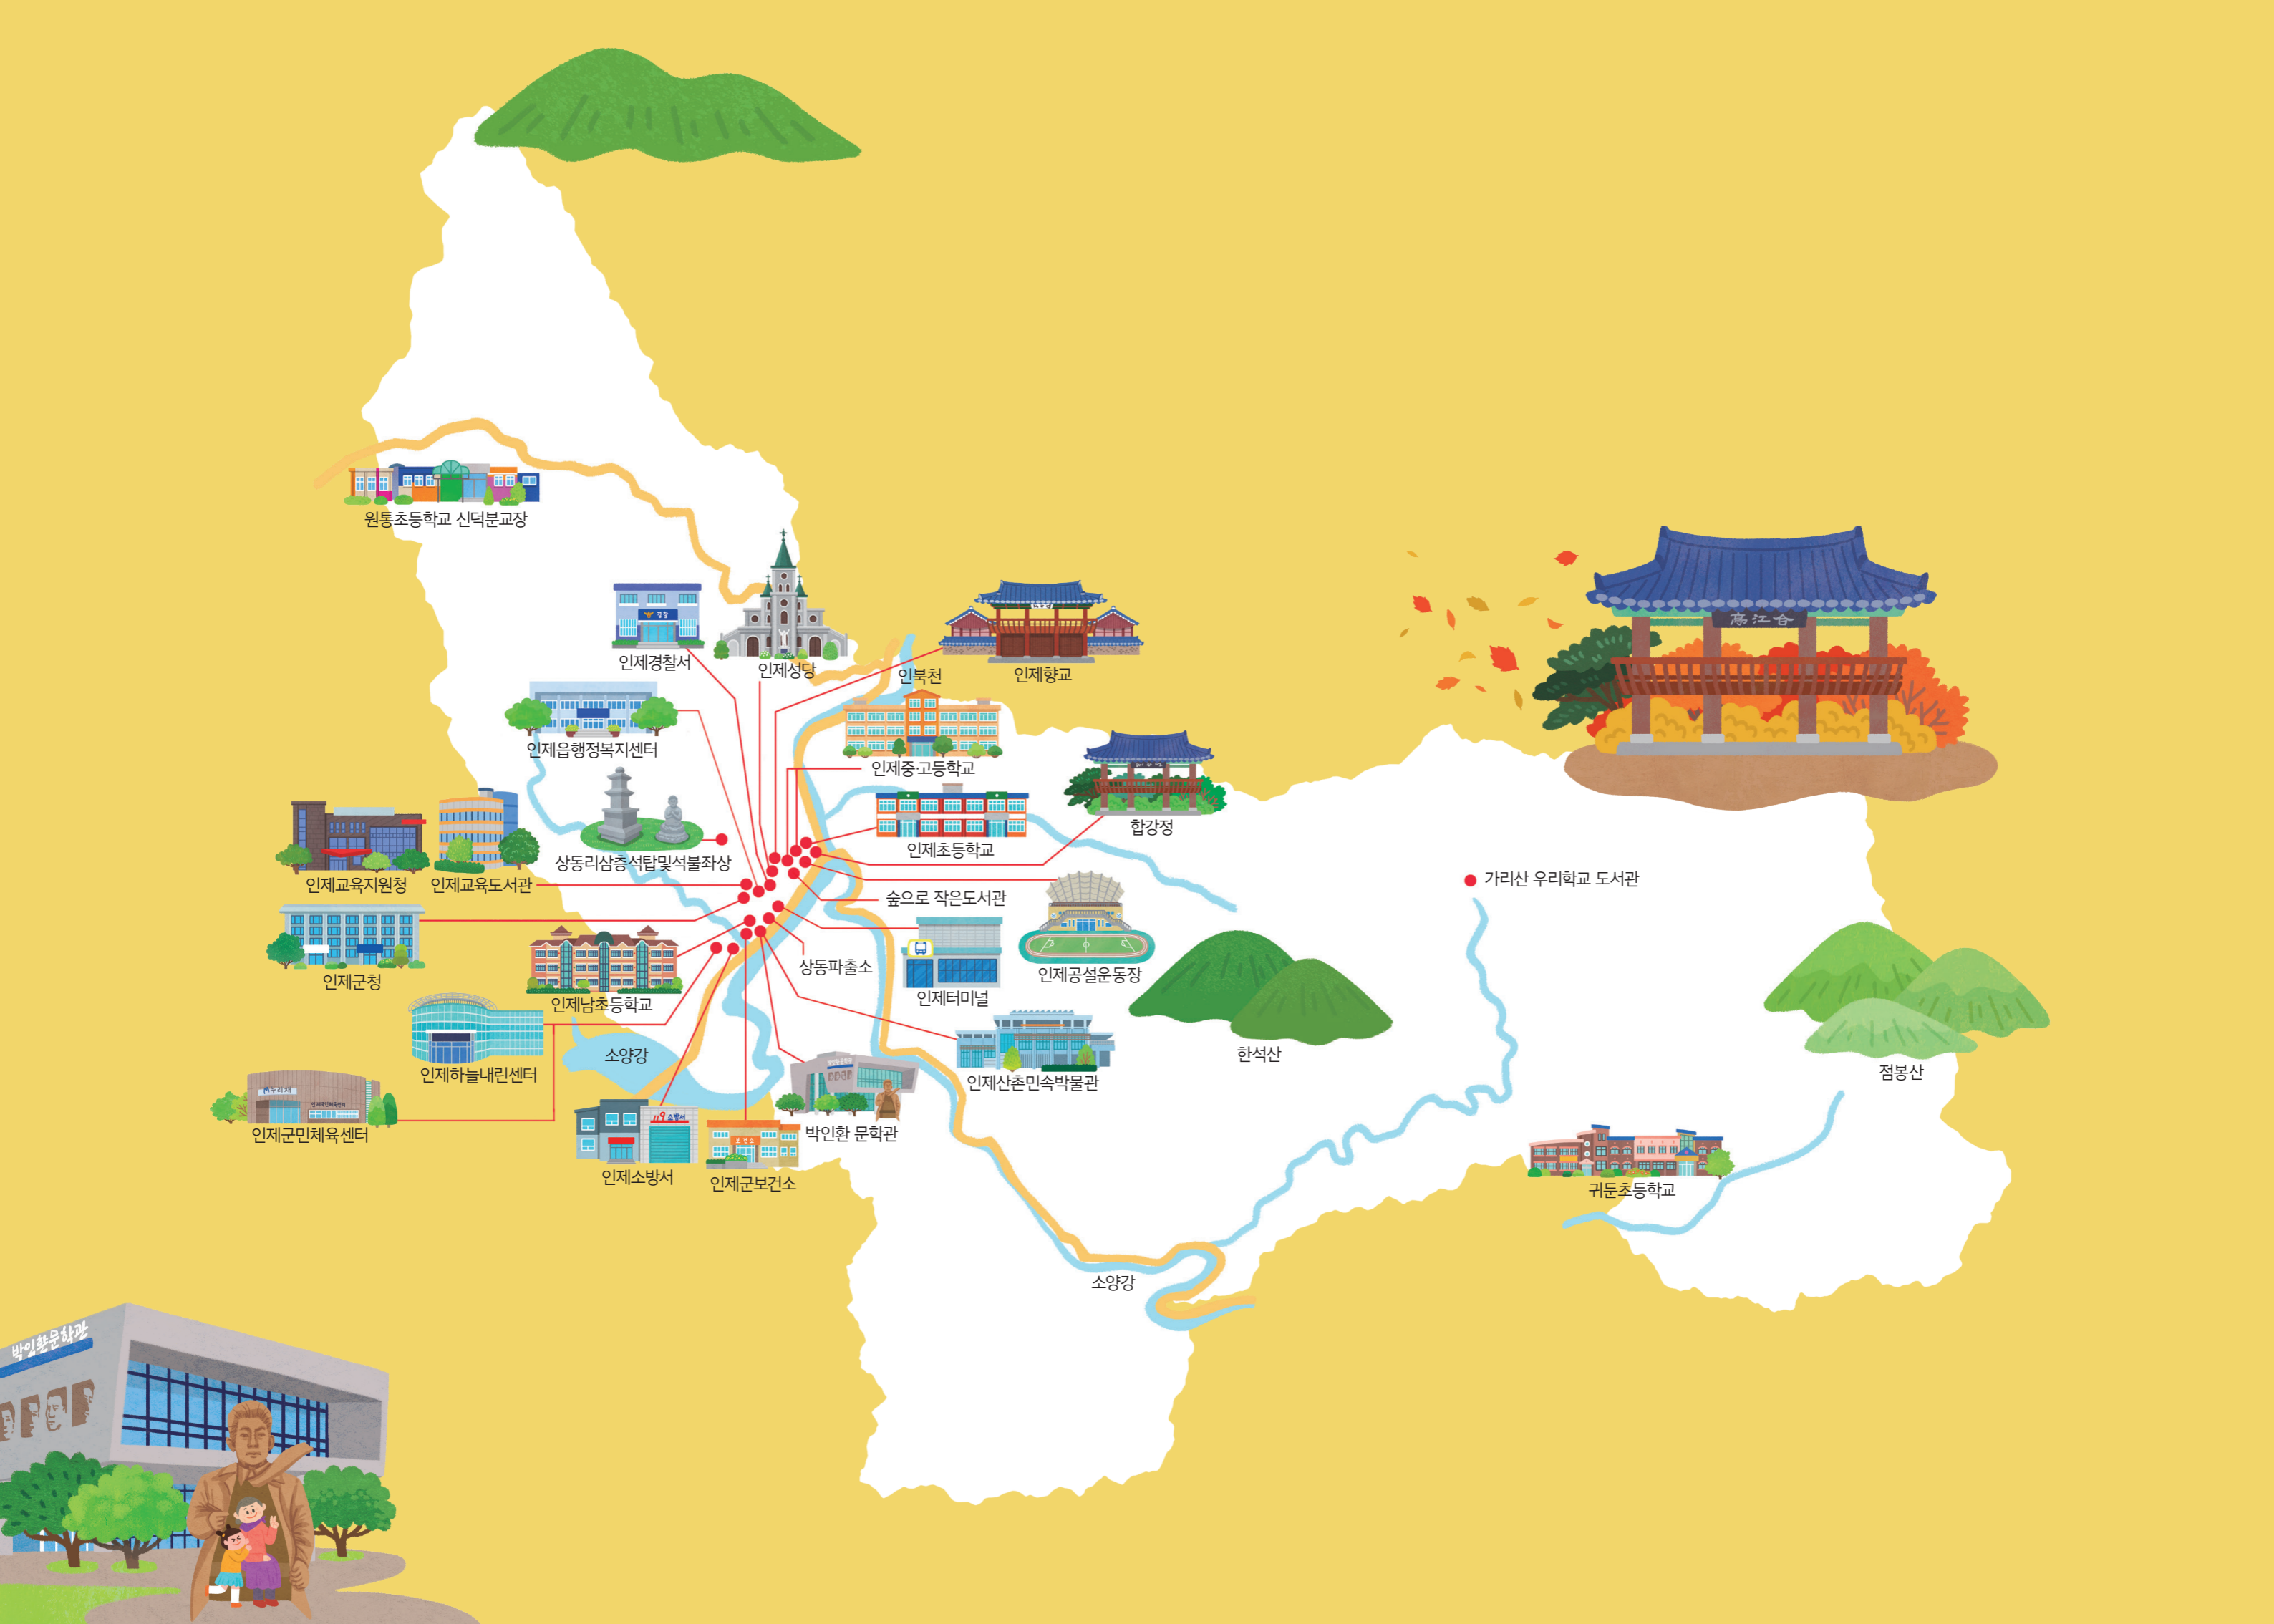 원통초등학교 신덕분교장
경찰
인제경찰서
인제성당
인북천
인제향교
인제읍행정복지센터
인제중·고등학교
합강정
상동리삼층석탑및석불좌상
인제초등학교
인제교육지원청
인제교육도서관
숲으로 작은도서관
가리산 우리학교 도서관
인제군청
인제남초등학교
상동파출소
인제터미널
인제공설운동장
한석산
인제하늘내린센터
소양강
인제산촌민속박물관
점봉산
인제군민체육센터
119 소방서
인제소방서
보건소
인제군보건소
박인환 문학관
귀둔초등학교
소양강
박인환문학관